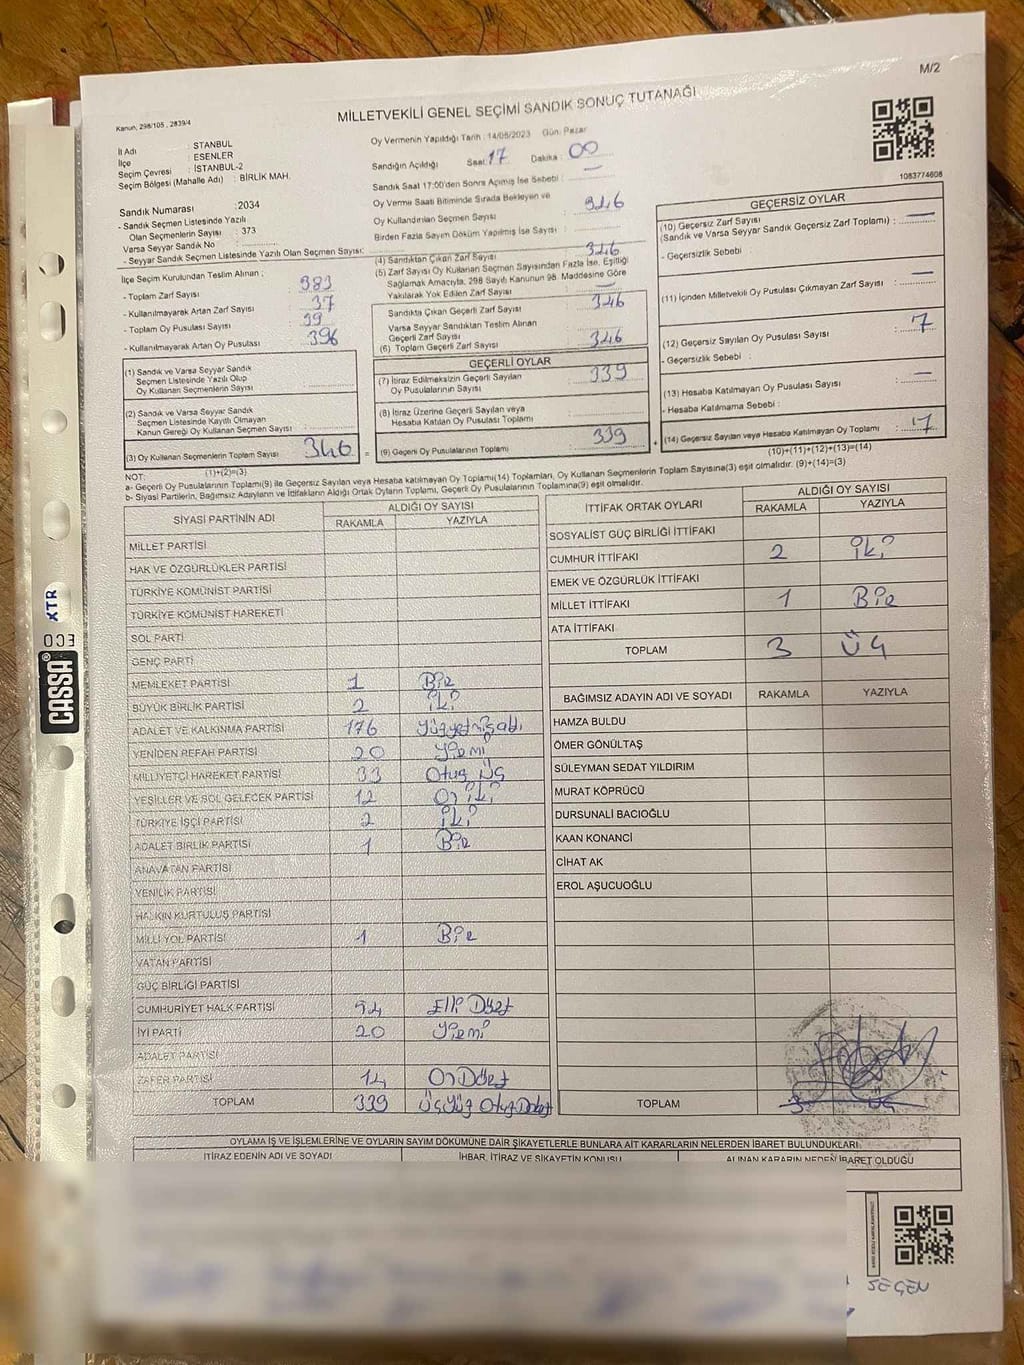 M/2
MİLLETVEKİLİ GENEL SEÇİMİ SANDIK SONUÇ TUTANAĞI
Kanun, 298/105, 2839/4
1083774608
İl Adı : STANBUL
İlçe : ESENLER
Seçim Çevresi : İSTANBUL-2
Seçim Bölgesi (Mahalle Adı) : BİRLİK MAH.
Sandık Numarası :2034
- Sandık Seçmen Listesinde Yazılı
Olan Seçmenlerin Sayısı : 373
Varsa Seyyar Sandık No :
- Seyyar Sandık Seçmen Listesinde Yazılı Olan Seçmen Sayısı:
İlçe Seçim Kurulundan Teslim Alınan :
- Toplam Zarf Sayısı : 383
- Kullanılmayarak Artan Zarf Sayısı : 37
- Toplam Oy Pusulası Sayısı :
- Kullanılmayarak Artan Oy Pusulası : 396
(1) Sandık ve Varsa Seyyar Sandık
Seçmen Listesinde Yazılı Olup
Oy Kullanan Seçmenlerin Sayısı :
(2) Sandık ve Varsa Seyyar Sandık
Seçmen Listesinde Kayıtlı Olmayan
Kanun Gereği Oy Kullanan Seçmen Sayısı :
(3) Oy Kullanan Seçmenlerin Toplam Sayısı : 346
(1)+(2)=(3)
Oy Vermenin Yapıldığı Tarih : 14/05/2023 Gün: Pazar
Sandığın Açıldığı Saat: 17 Dakika : 00
Sandık Saat 17:00'den Sonra Açılmış İse Sebebi : —
Oy Verme Saati Bitiminde Sırada Bekleyen ve
Oy Kullandırılan Seçmen Sayısı : 346
Birden Fazla Sayım Döküm Yapılmış İse Sayısı :
(4) Sandıktan Çıkan Zarf Sayısı : 346
(5) Zarf Sayısı Oy Kullanan Seçmen Sayısından Fazla İse, Eşitliği
Sağlamak Amacıyla, 298 Sayılı Kanunun 98. Maddesine Göre
Yakılarak Yok Edilen Zarf Sayısı : —
Sandıkta Çıkan Geçerli Zarf Sayısı : 346
Varsa Seyyar Sandıktan Teslim Alınan
Geçerli Zarf Sayısı :
(6) Toplam Geçerli Zarf Sayısı : 346
GEÇERLİ OYLAR
(7) İtiraz Edilmeksizin Geçerli Sayılan
Oy Pusulalarının Sayısı : 339
(8) İtiraz Üzerine Geçerli Sayılan veya
Hesaba Katılan Oy Pusulası Toplamı :
(9) Geçerli Oy Pusulalarının Toplamı : 339
GEÇERSİZ OYLAR
(10) Geçersiz Zarf Sayısı
(Sandık ve Varsa Seyyar Sandık Geçersiz Zarf Toplamı) : —
- Geçersizlik Sebebi :
(11) İçinden Milletvekili Oy Pusulası Çıkmayan Zarf Sayısı : —
(12) Geçersiz Sayılan Oy Pusulası Sayısı : 7
- Geçersizlik Sebebi :
(13) Hesaba Katılmayan Oy Pusulası Sayısı : —
- Hesaba Katılmama Sebebi :
(14) Geçersiz Sayılan veya Hesaba Katılmayan Oy Toplamı : 7
(10)+(11)+(12)+(13)=(14)
NOT:
a- Geçerli Oy Pusulalarının Toplamı(9) ile Geçersiz Sayılan veya Hesaba katılmayan Oy Toplamı(14) Toplamları, Oy Kullanan Seçmenlerin Toplam Sayısına(3) eşit olmalıdır. (9)+(14)=(3)
b- Siyasi Partilerin, Bağımsız Adayların ve İttifakların Aldığı Ortak Oyların Toplamı, Geçerli Oy Pusulalarının Toplamına(9) eşit olmalıdır.
SİYASİ PARTİNİN ADI ALDIĞI OY SAYISI
RAKAMLA YAZIYLA
MİLLET PARTİSİ
HAK VE ÖZGÜRLÜKLER PARTİSİ
TÜRKİYE KOMÜNİST PARTİSİ
TÜRKİYE KOMÜNİST HAREKETİ
SOL PARTİ
GENÇ PARTİ
MEMLEKET PARTİSİ 1 Bir
BÜYÜK BİRLİK PARTİSİ 2 iki
ADALET VE KALKINMA PARTİSİ 176 Yüzyetmişaltı
YENİDEN REFAH PARTİSİ 20 Yirmi
MİLLİYETÇİ HAREKET PARTİSİ 33 Otuz Üç
YEŞİLLER VE SOL GELECEK PARTİSİ 12 On iki
TÜRKİYE İŞÇİ PARTİSİ 2 iki
ADALET BİRLİK PARTİSİ 1 Bir
ANAVATAN PARTİSİ
YENİLİK PARTİSİ
HALKIN KURTULUŞ PARTİSİ
MİLLİ YOL PARTİSİ 1 Bir
VATAN PARTİSİ
GÜÇ BİRLİĞİ PARTİSİ
CUMHURİYET HALK PARTİSİ 54 Elli Dört
İYİ PARTİ 20 Yirmi
ADALET PARTİSİ
ZAFER PARTİSİ 14 On Dört
TOPLAM 339 Üçyüz Otuz
İTTİFAK ORTAK OYLARI ALDIĞI OY SAYISI
RAKAMLA YAZIYLA
SOSYALİST GÜÇ BİRLİĞİ İTTİFAKI
CUMHUR İTTİFAKI 2 iki
EMEK VE ÖZGÜRLÜK İTTİFAKI
MİLLET İTTİFAKI 1 Bir
ATA İTTİFAKI
TOPLAM 3 ÜÇ
BAĞIMSIZ ADAYIN ADI VE SOYADI RAKAMLA YAZIYLA
HAMZA BULDU
ÖMER GÖNÜLTAŞ
SÜLEYMAN SEDAT YILDIRIM
MURAT KÖPRÜCÜ
DURSUNALİ BACIOĞLU
KAAN KONANCİ
CİHAT AK
EROL AŞUCUOĞLU
TOPLAM 3 ÜÇ
OYLAMA İŞ VE İŞLEMLERİNE VE OYLARIN SAYIM DÖKÜMÜNE DAİR ŞİKAYETLERLE BUNLARA AİT KARARLARIN NELERDEN İBARET BULUNDUKLARI
İTİRAZ EDENİN ADI VE SOYADI İHBAR, İTİRAZ VE ŞİKAYETİN KONUSU ALINAN KARARIN NEDEN İBARET OLDUĞU
SEÇEN
CASSA® ECO XTR